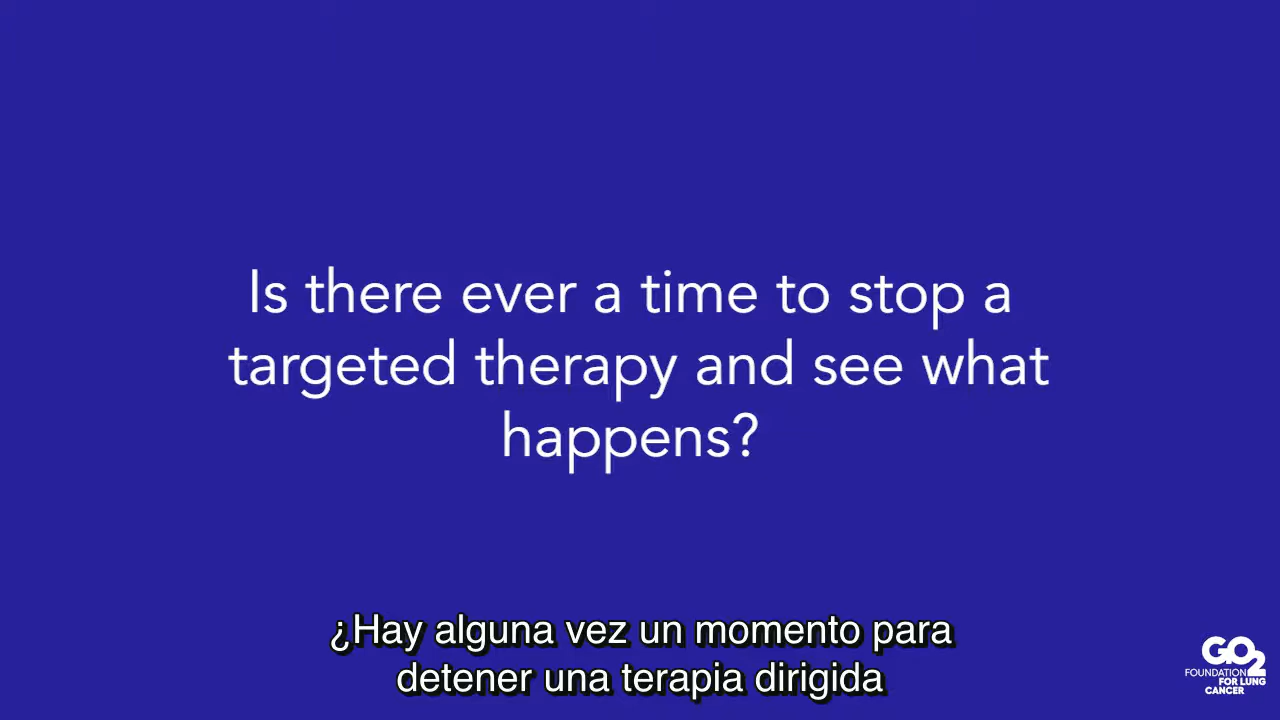 Is there ever a time to stop a
targeted therapy and see what
happens?
¿Hay alguna vez un momento para
detener una terapia dirigida
GO2
FOUNDATION
FOR LUNG
CANCER